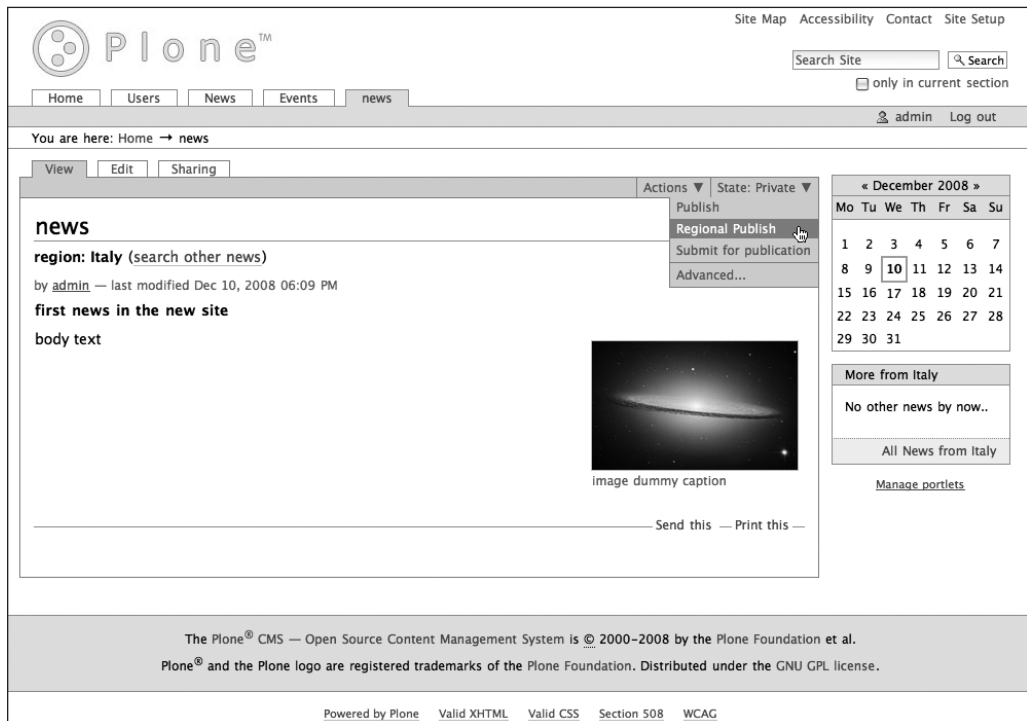 Site Map Accessibility Contact Site Setup
Plone™
Search Site Search
only in current section
Home Users News Events news
admin Log out
You are here: Home → news
View Edit Sharing
Actions ▼ State: Private ▼
Publish
Regional Publish
Submit for publication
Advanced...
news
region: Italy (search other news)
by admin — last modified Dec 10, 2008 06:09 PM
first news in the new site
body text
image dummy caption
Send this — Print this —
« December 2008 »
Mo Tu We Th Fr Sa Su
1 2 3 4 5 6 7
8 9 10 11 12 13 14
15 16 17 18 19 20 21
22 23 24 25 26 27 28
29 30 31
More from Italy
No other news by now..
All News from Italy
Manage portlets
The Plone® CMS — Open Source Content Management System is © 2000-2008 by the Plone Foundation et al.
Plone® and the Plone logo are registered trademarks of the Plone Foundation. Distributed under the GNU GPL license.
Powered by Plone Valid XHTML Valid CSS Section 508 WCAG